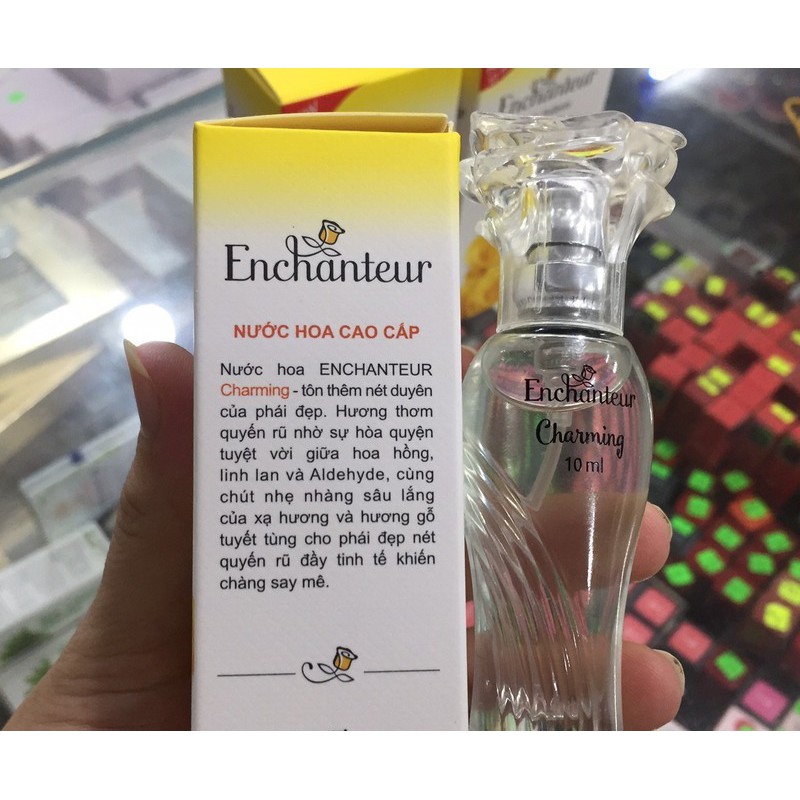 Enchanteur
Enchanteur
NƯỚC HOA CAO CẤP
Nước hoa ENCHANTEUR
Charming - tôn thêm nét duyên
của phái đẹp. Hương thơm
quyến rũ nhờ sự hòa quyện
tuyệt vời giữa hoa hồng,
linh lan và Aldehyde, cùng
chút nhẹ nhàng sâu lắng
của xạ hương và hương gỗ
tuyết tùng cho phái đẹp nét
quyến rũ đầy tinh tế khiến
chàng say mê.
Enchanteur
Charming
10 ml